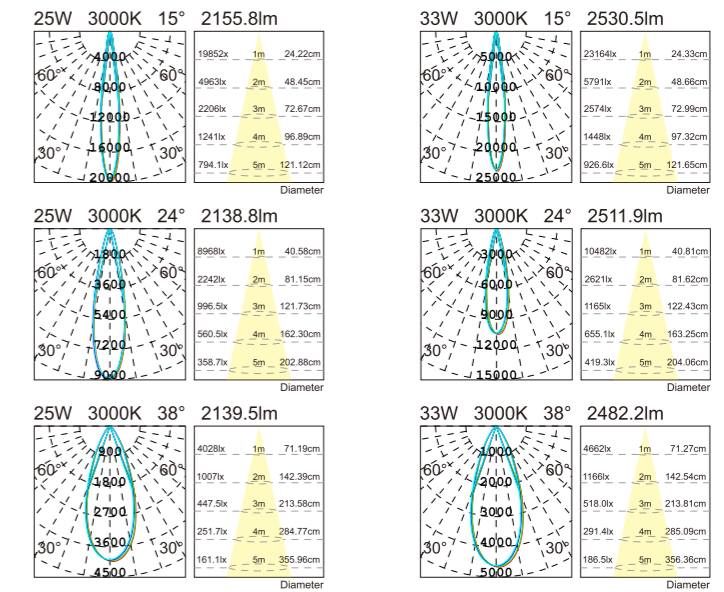 25W 3000K 15° 2155.8lm
4000
8000
12000
16000
20000
60° 60°
30° 30°
19852x 1m 24.22cm
4963lx 2m 48.45cm
2206lx 3m 72.67cm
1241lx 4m 96.89cm
794.1lx 5m 121.12cm
Diameter
33W 3000K 15° 2530.5lm
5000
10000
15000
20000
25000
60° 60°
30° 30°
23164lx 1m 24.33cm
5791lx 2m 48.66cm
2574lx 3m 72.99cm
1448lx 4m 97.32cm
926.6lx 5m 121.65cm
Diameter
25W 3000K 24° 2138.8lm
1800
3600
5400
7200
9000
60° 60°
30° 30°
8968lx 1m 40.58cm
2242lx 2m 81.15cm
996.5lx 3m 121.73cm
560.5lx 4m 162.30cm
358.7lx 5m 202.88cm
Diameter
33W 3000K 24° 2511.9lm
3000
6000
9000
12000
15000
60° 60°
30° 30°
10482lx 1m 40.81cm
2621lx 2m 81.62cm
1165lx 3m 122.43cm
655.1lx 4m 163.25cm
419.3lx 5m 204.06cm
Diameter
25W 3000K 38° 2139.5lm
900
1800
2700
3600
4500
60° 60°
30° 30°
4028lx 1m 71.19cm
1007lx 2m 142.39cm
447.5lx 3m 213.58cm
251.7lx 4m 284.77cm
161.1lx 5m 355.96cm
Diameter
33W 3000K 38° 2482.2lm
1000
2000
3000
4000
5000
60° 60°
30° 30°
4662lx 1m 71.27cm
1166lx 2m 142.54cm
518.0lx 3m 213.81cm
291.4lx 4m 285.09cm
186.5lx 5m 356.36cm
Diameter